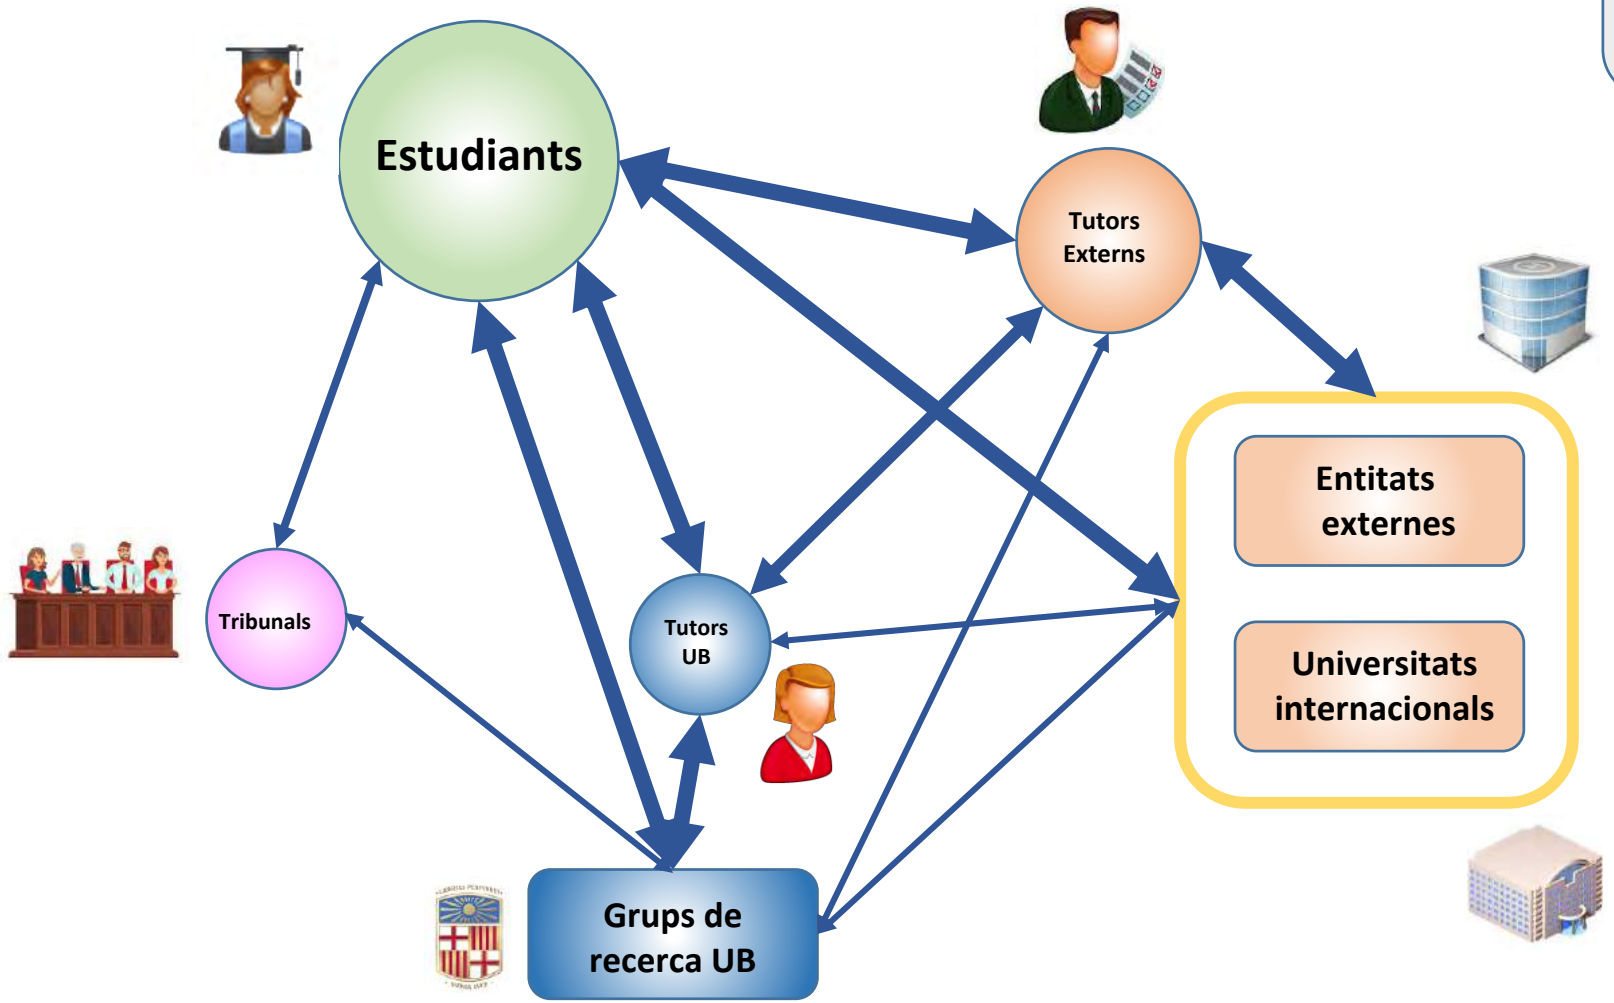 Estudiants
Tutors
Externs
Entitats
externes
Tribunals
Tutors
UB
Universitats
internacionals
Grups de
recerca UB